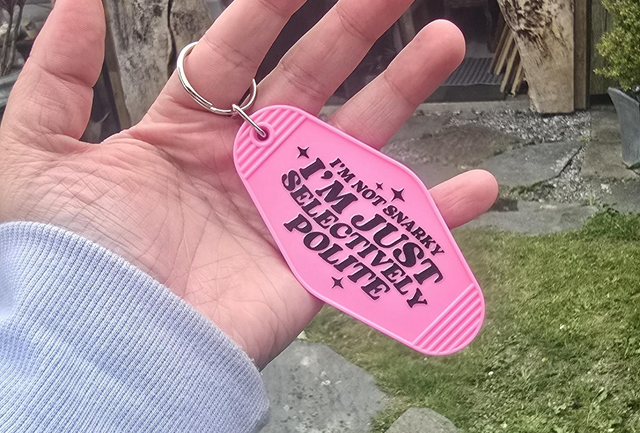 I'M NOT SNARKY
I'M JUST
SELECTIVELY
POLITE